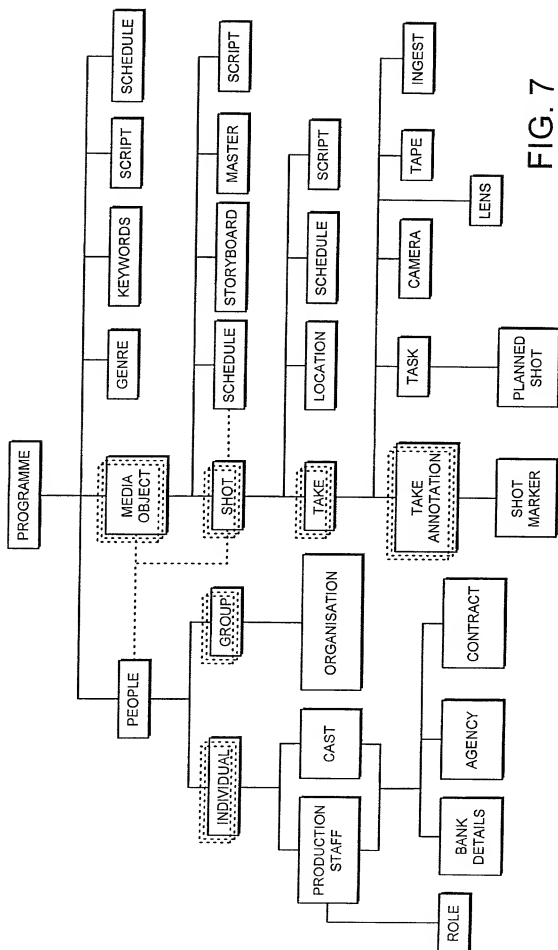 PROGRAMME
PEOPLE
MEDIA
OBJECT
GENRE
KEYWORDS
SCRIPT
SCHEDULE
INDIVIDUAL
GROUP
SHOT
SCHEDULE
STORYBOARD
MASTER
SCRIPT
PRODUCTION
STAFF
CAST
ORGANISATION
TAKE
LOCATION
SCHEDULE
SCRIPT
ROLE
BANK
DETAILS
AGENCY
CONTRACT
TAKE
ANNOTATION
TASK
CAMERA
LENS
TAPE
INGEST
SHOT
MARKER
PLANNED
SHOT
FIG. 7